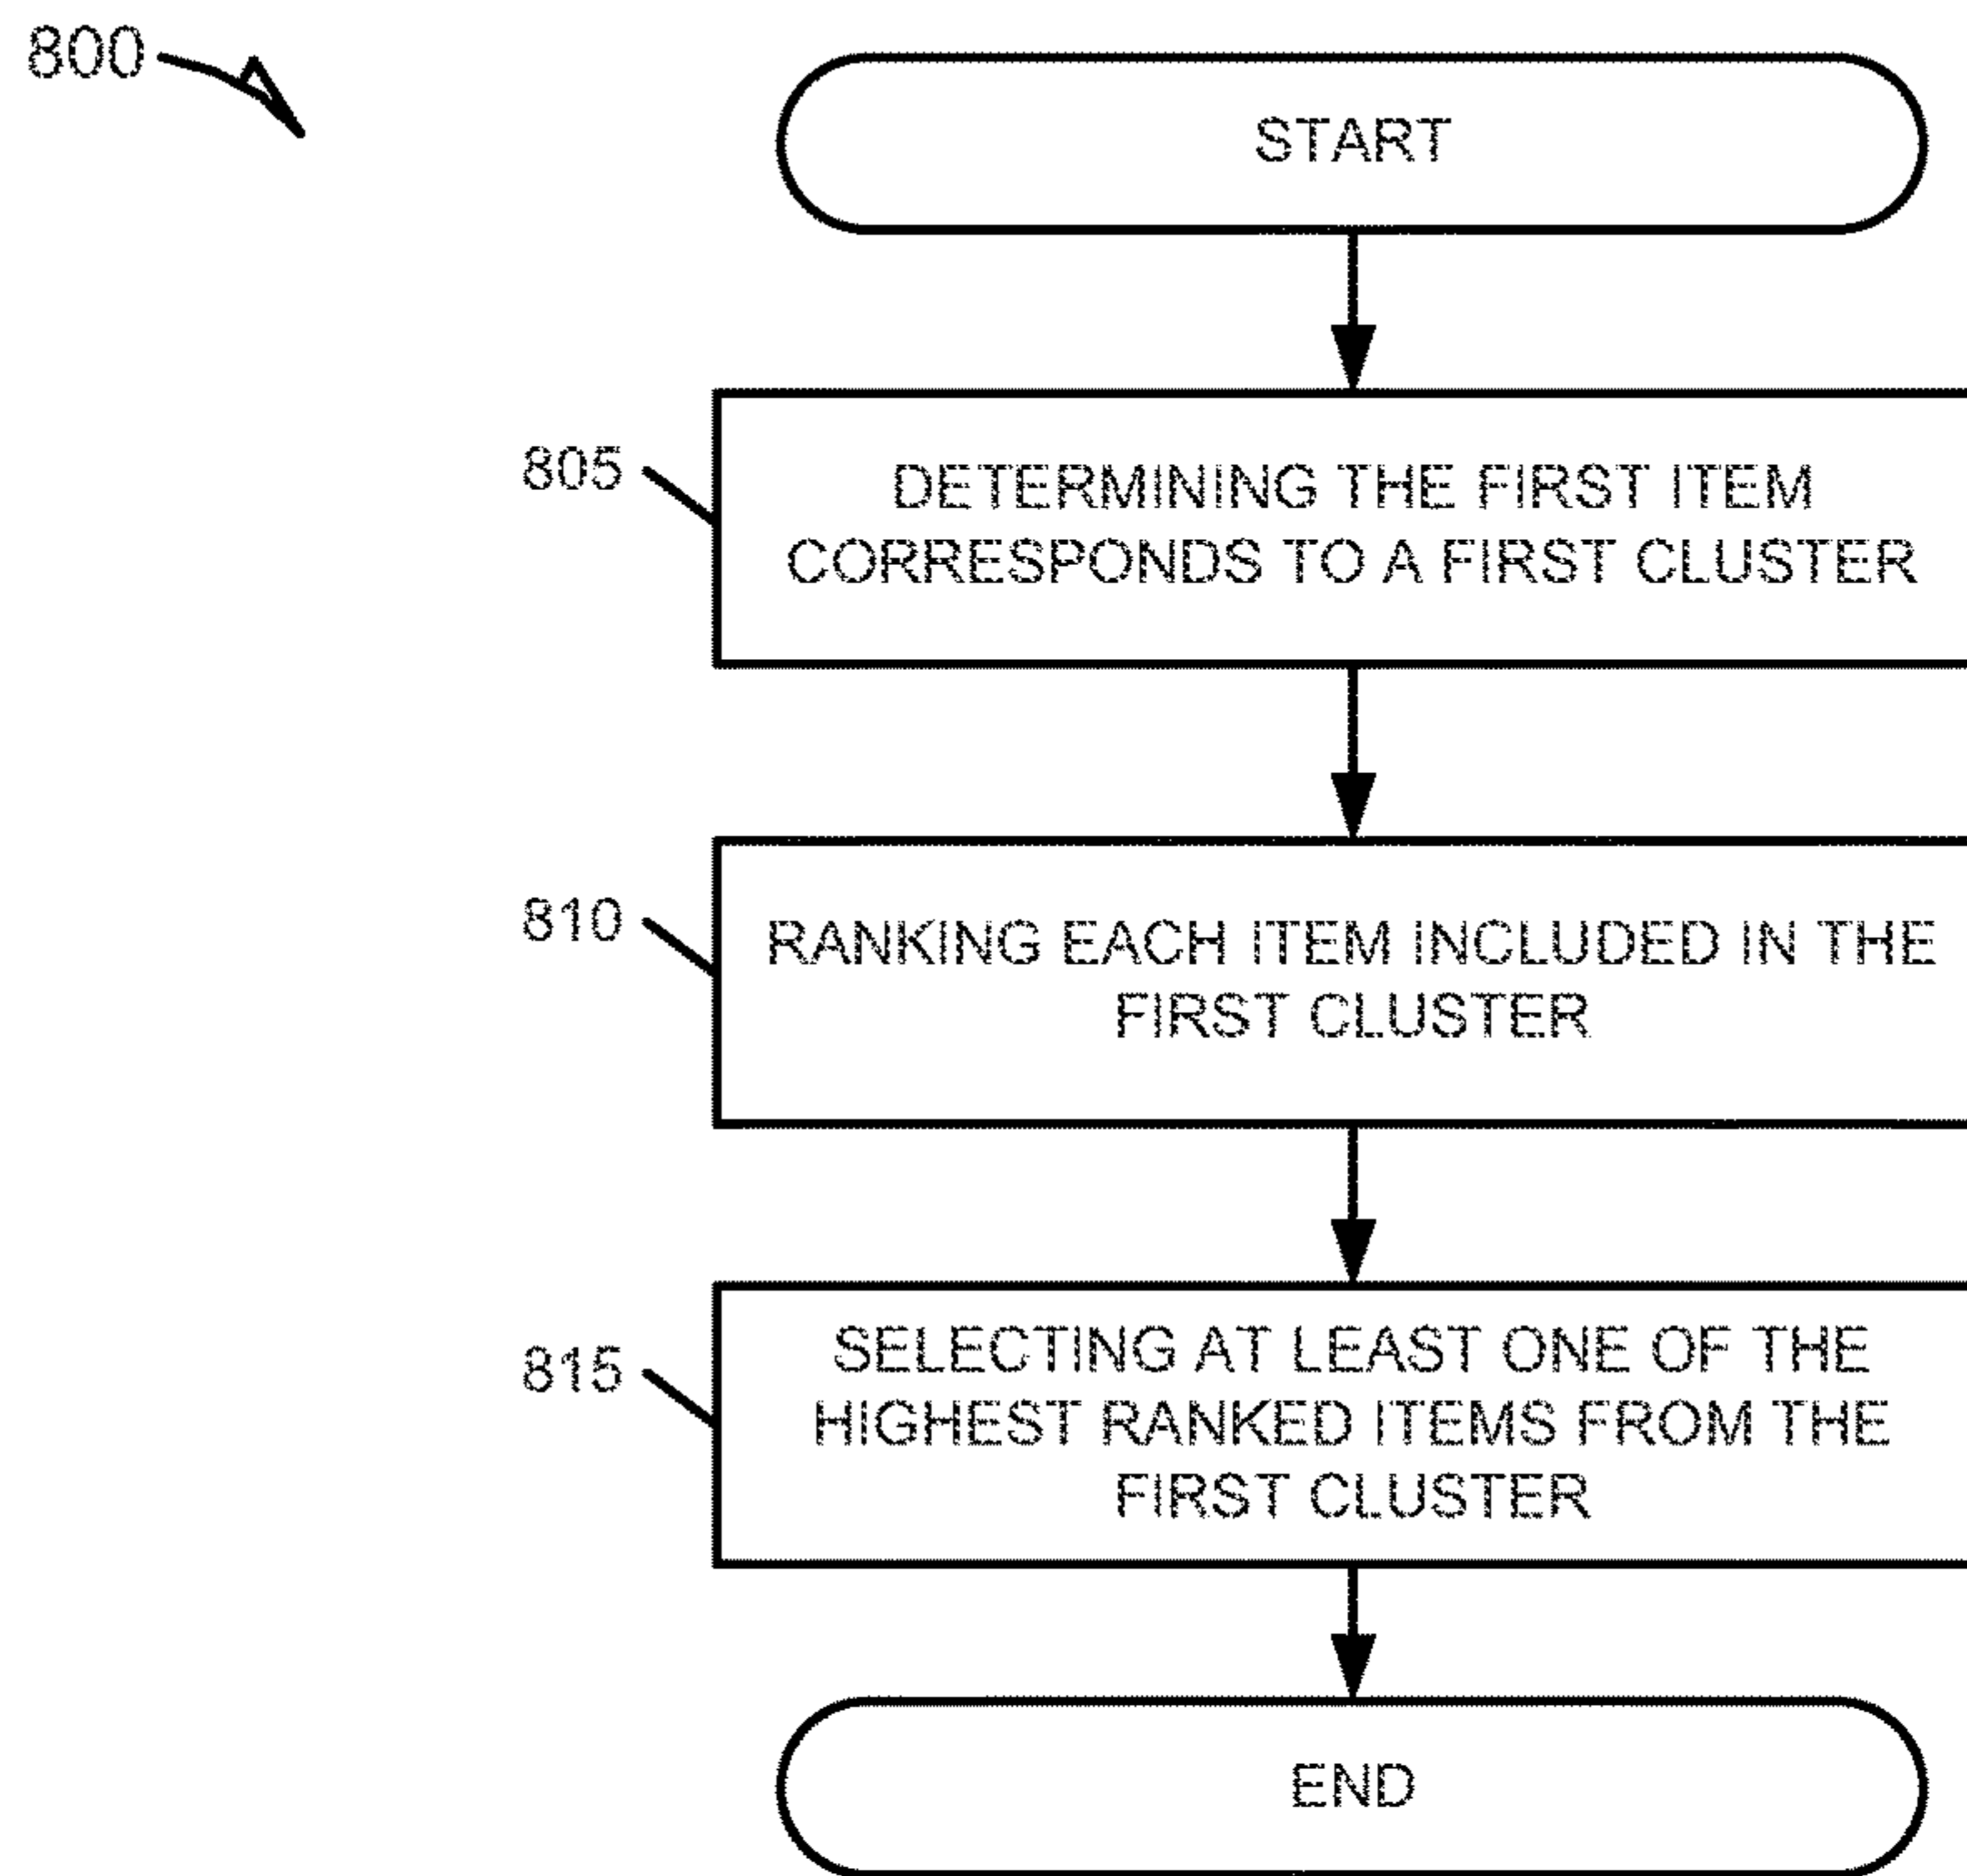 800
START
805
DETERMINING THE FIRST ITEM
CORRESPONDS TO A FIRST CLUSTER
810
RANKING EACH ITEM INCLUDED IN THE
FIRST CLUSTER
815
SELECTING AT LEAST ONE OF THE
HIGHEST RANKED ITEMS FROM THE
FIRST CLUSTER
END